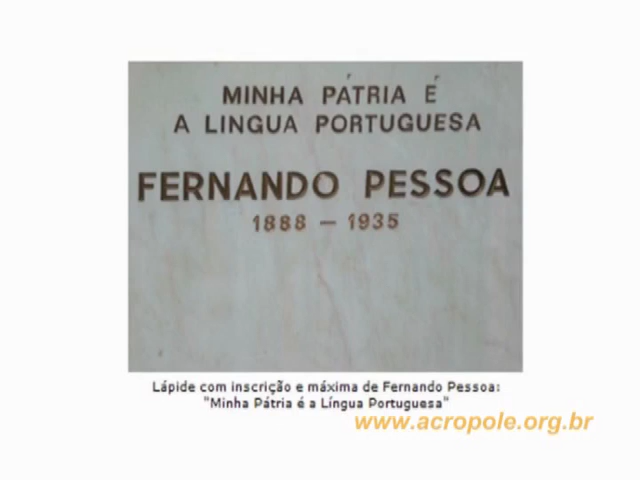 MINHA PÁTRIA É
A LINGUA PORTUGUESA
FERNANDO PESSOA
1888 – 1935
Lápide com inscrição e máxima de Fernando Pessoa:
"Minha Pátria é a Língua Portuguesa"
www.acropole.org.br